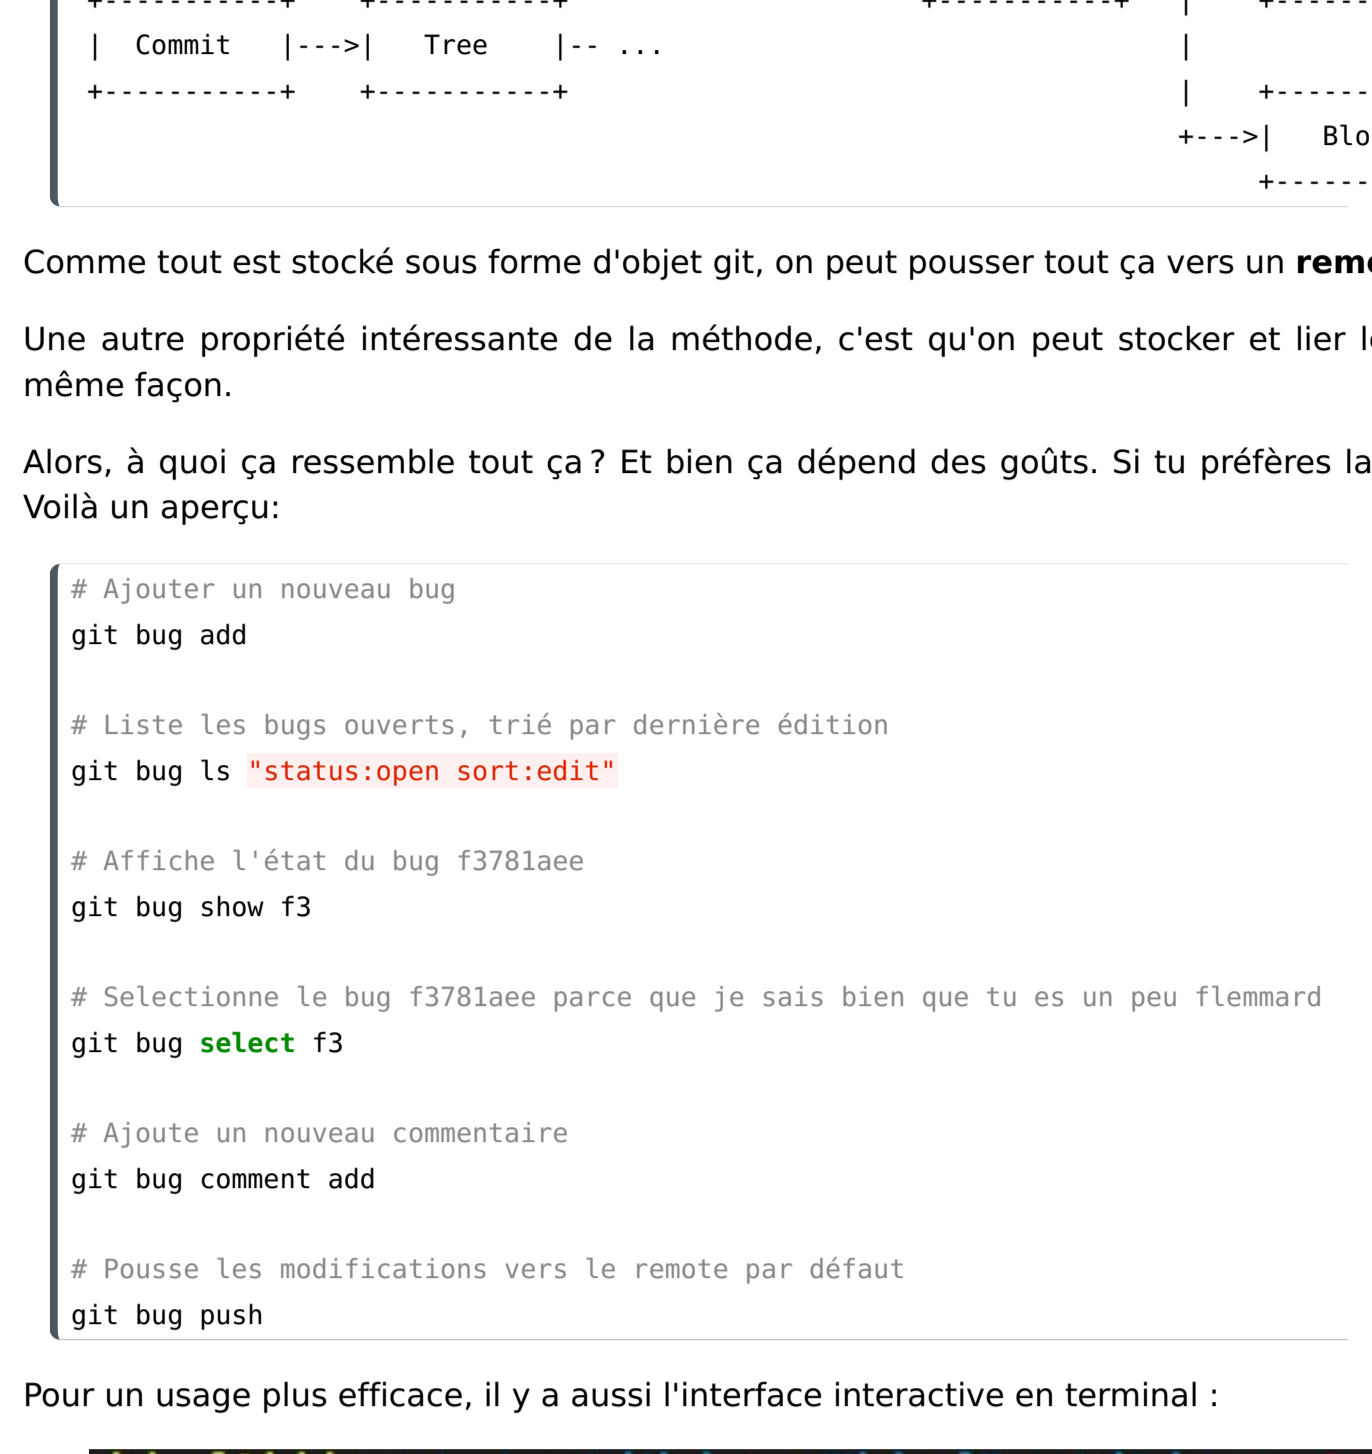 +-----------+    +-----------+                      +-----------+   |    +------
|  Commit   |--->|   Tree    |-- ...                                |
+-----------+    +-----------+                                      |    +------
+--->|
+------
Comme tout est stocké sous forme d'objet git, on peut pousser tout ça vers un
Une autre propriété intéressante de la méthode, c'est qu'on peut stocker et lier
même façon.
Alors, à quoi ça ressemble tout ça ? Et bien ça dépend des goûts. Si tu préfères la
Voilà un aperçu:
# Ajouter un nouveau bug
git bug add
# Liste les bugs ouverts, trié par dernière édition
git bug ls "status:open sort:edit"
# Affiche l'état du bug f3781aee
git bug show f3
# Selectionne le bug f3781aee parce que je sais bien que tu es un peu flemmard
git bug select f3
# Ajoute un nouveau commentaire
git bug comment add
# Pousse les modifications vers le remote par défaut
git bug push
Pour un usage plus efficace, il y a aussi l'interface interactive en terminal :